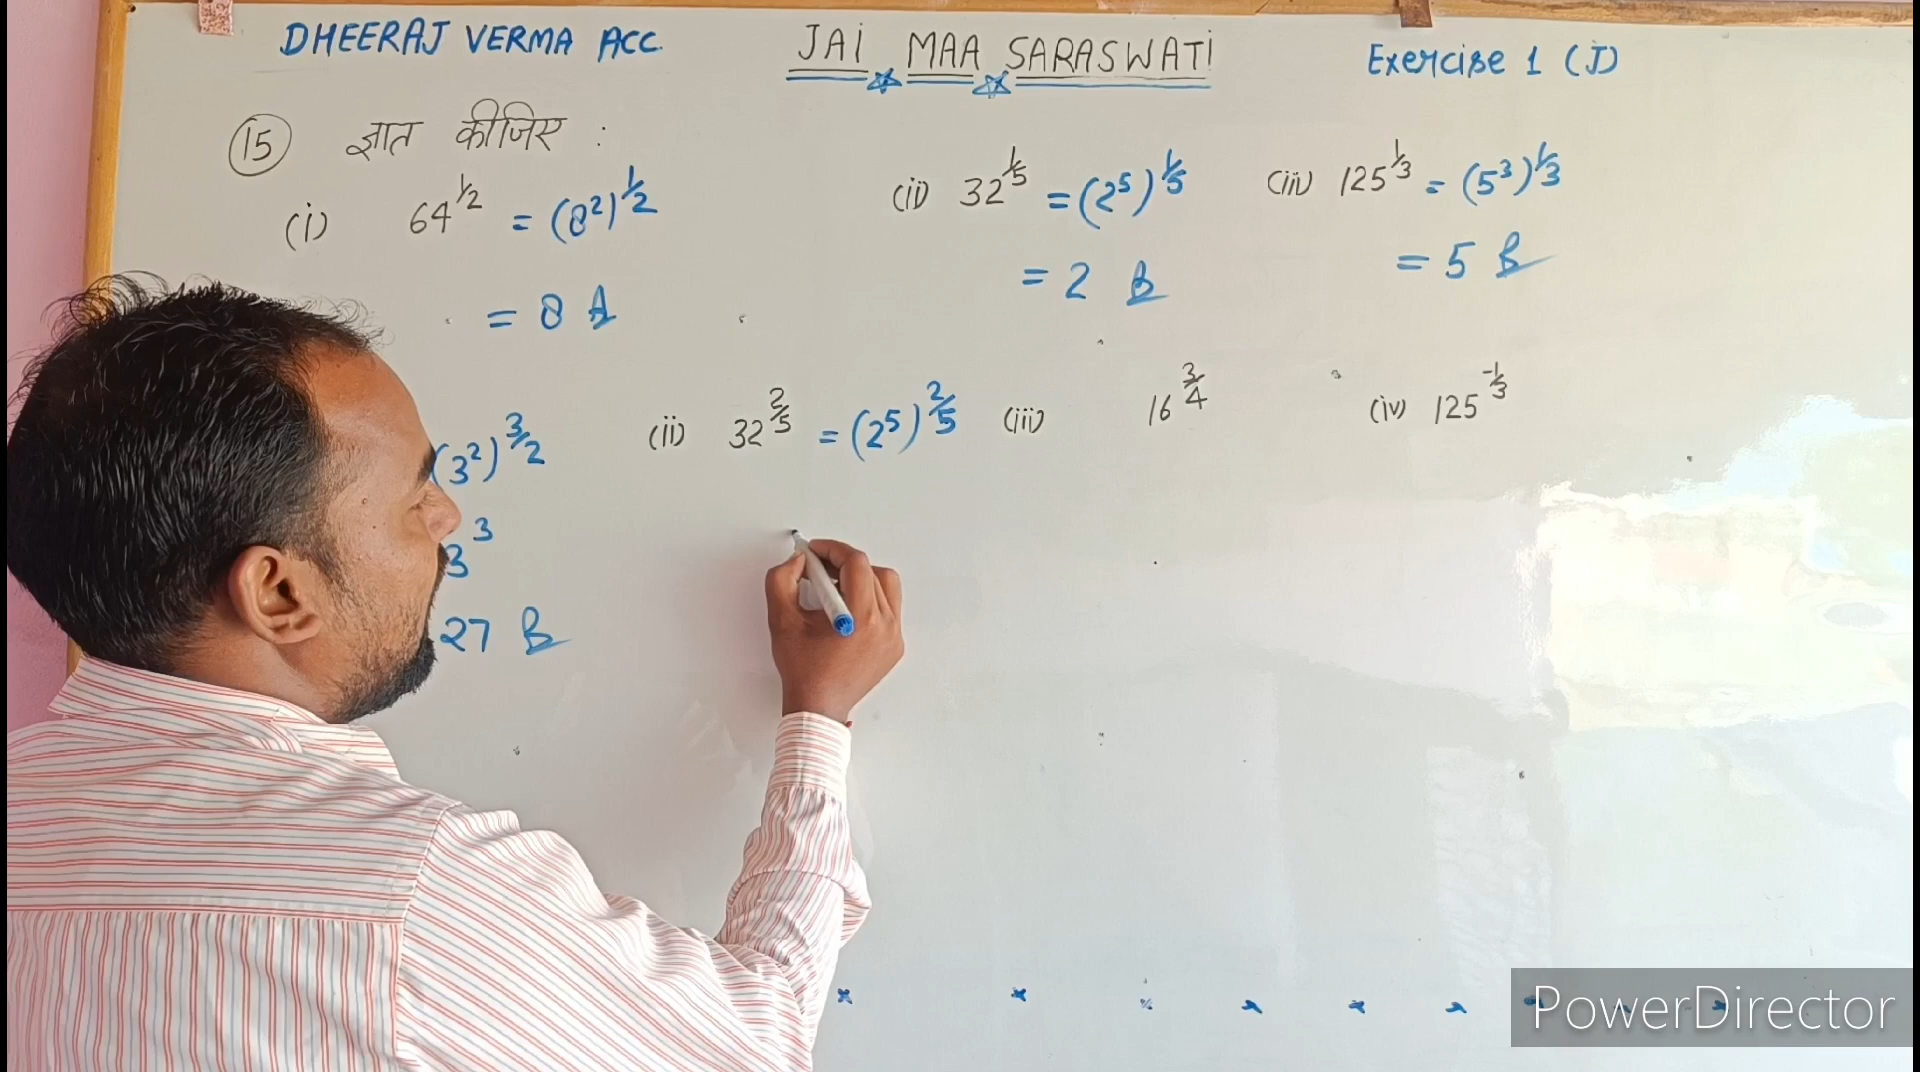 DHEERAJ VERMA ACC. JAI MAA SARASWATI Exercise 1 (J)
15 ज्ञात कीजिए :
(i) 64^1/2 = (8²)^1/2
= 8
(ii) 32^1/5 = (2⁵)^1/5
= 2
(iii) 125^1/3 = (5³)^1/3
= 5
(3²)^3/2
3³
27
(ii) 32^2/5 = (2⁵)^2/5
(iii) 16^3/4
(iv) 125^-1/3
PowerDirector